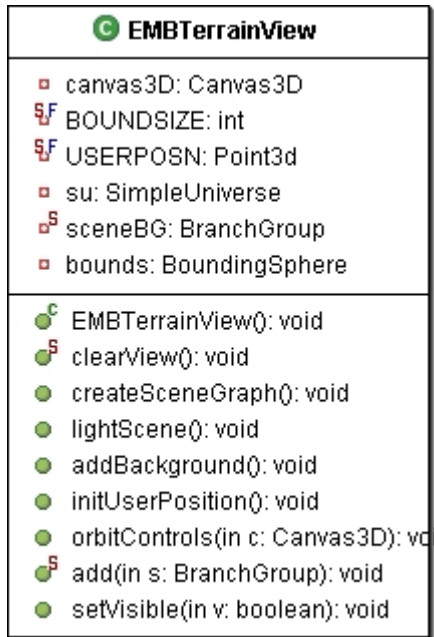 C EMBTerrainView
canvas3D: Canvas3D
S F BOUNDSIZE: int
S F USERPOSN: Point3d
su: SimpleUniverse
S sceneBG: BranchGroup
bounds: BoundingSphere
C EMBTerrainView(): void
S clearView(): void
createSceneGraph(): void
lightScene(): void
addBackground(): void
initUserPosition(): void
orbitControls(in c: Canvas3D): vo
S add(in s: BranchGroup): void
setVisible(in v: boolean): void